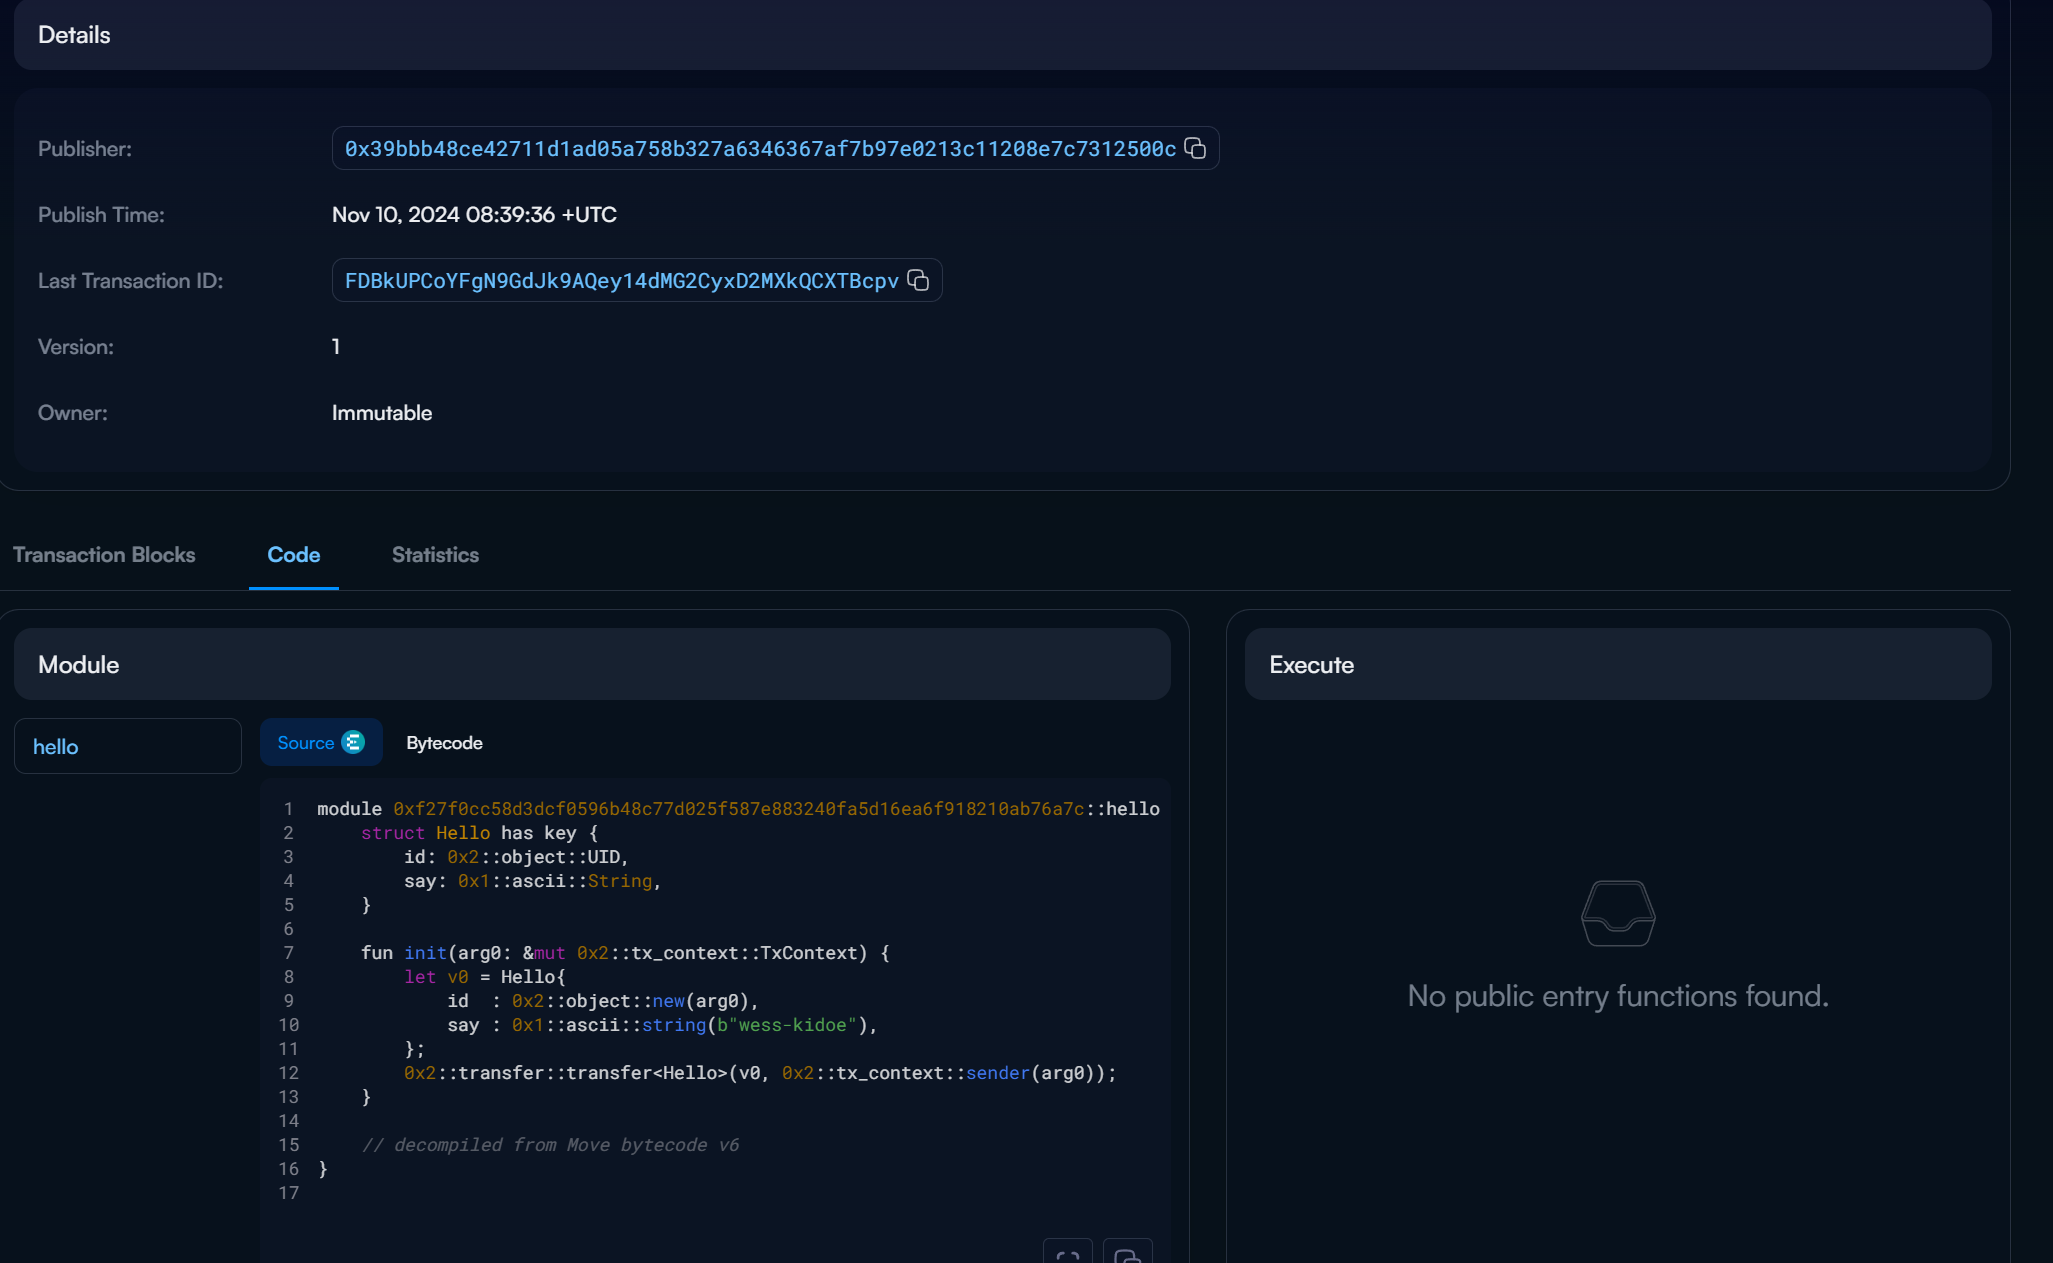 Details
Publisher: 0x39bbb48ce42711d1ad05a758b327a6346367af7b97e0213c11208e7c7312500c
Publish Time: Nov 10, 2024 08:39:36 +UTC
Last Transaction ID: FDBkUPCoYFgN9GdJk9AQey14dMG2CyxD2MXkQCXTBcpv
Version: 1
Owner: Immutable
Transaction Blocks Code Statistics
Module
Execute
hello
Source Bytecode
1 module 0xf27f0cc58d3dcf0596b48c77d025f587e883240fa5d16ea6f918210ab76a7c::hello
2     struct Hello has key {
3         id: 0x2::object::UID,
4         say: 0x1::ascii::String,
5     }
6
7     fun init(arg0: &mut 0x2::tx_context::TxContext) {
8         let v0 = Hello{
9             id  : 0x2::object::new(arg0),
10             say : 0x1::ascii::string(b"wess-kidoe"),
11         };
12         0x2::transfer::transfer<Hello>(v0, 0x2::tx_context::sender(arg0));
13     }
14
15     // decompiled from Move bytecode v6
16 }
17
No public entry functions found.